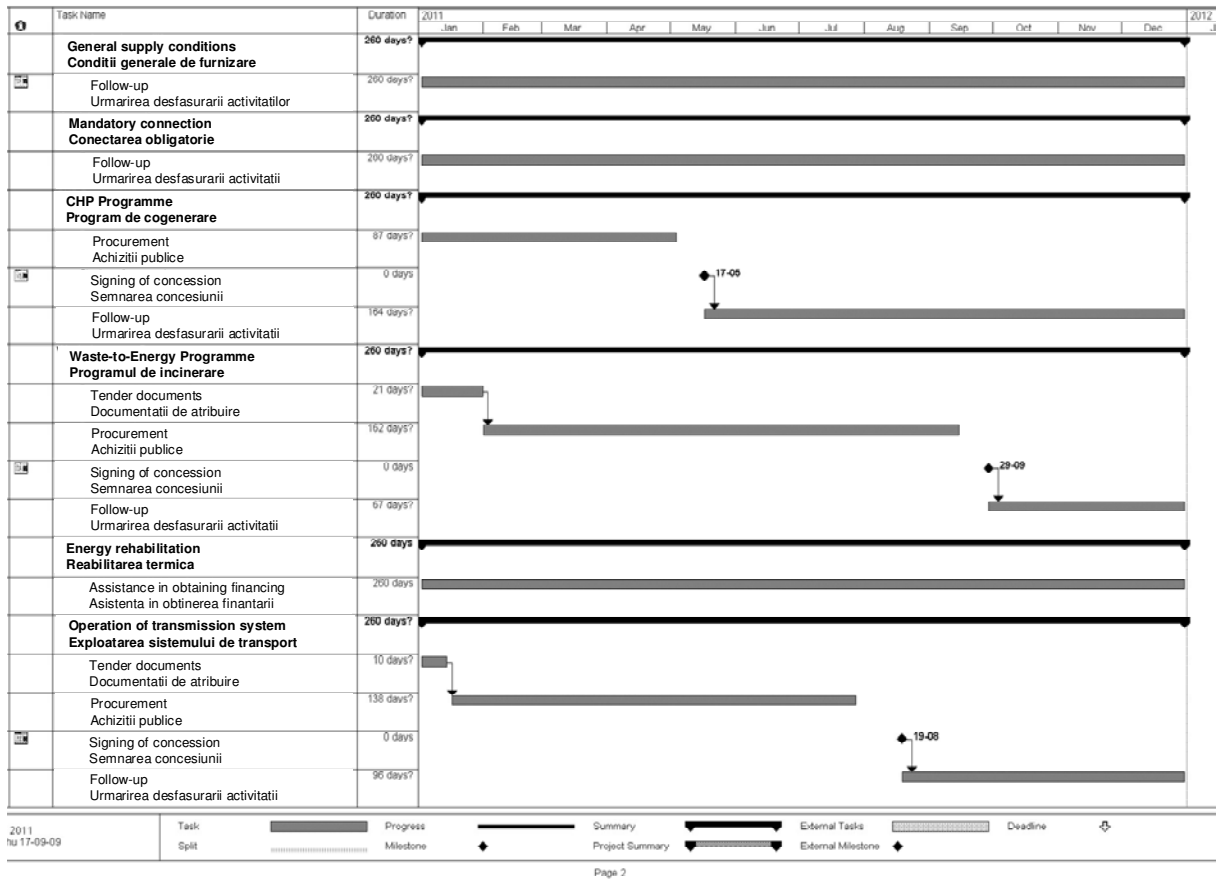 Task Name Duration 2011 2012
Jan Feb Mar Apr May Jun Jul Aug Sep Oct Nov Dec
General supply conditions 260 days?
Conditii generale de furnizare
Follow-up 260 days?
Urmarirea desfasurarii activitatilor
Mandatory connection 260 days?
Conectarea obligatorie
Follow-up 260 days?
Urmarirea desfasurarii activitatii
CHP Programme 260 days?
Program de cogenerare
Procurement 87 days?
Achizitii publice
Signing of concession 0 days 17-05
Semnarea concesiunii
Follow-up 164 days?
Urmarirea desfasurarii activitatii
Waste-to-Energy Programme 260 days?
Programul de incinerare
Tender documents 21 days?
Documentatii de atribuire
Procurement 162 days?
Achizitii publice
Signing of concession 0 days 29-09
Semnarea concesiunii
Follow-up 67 days?
Urmarirea desfasurarii activitatii
Energy rehabilitation 260 days
Reabilitarea termica
Assistance in obtaining financing 260 days
Asistenta in obtinerea finantarii
Operation of transmission system 260 days?
Exploatarea sistemului de transport
Tender documents 10 days?
Documentatii de atribuire
Procurement 138 days?
Achizitii publice
Signing of concession 0 days 19-08
Semnarea concesiunii
Follow-up 96 days?
Urmarirea desfasurarii activitatii
2011
hu 17-09-09
Task Progress Summary External Tasks Deadline
Split Milestone Project Summary External Milestone
Page 2